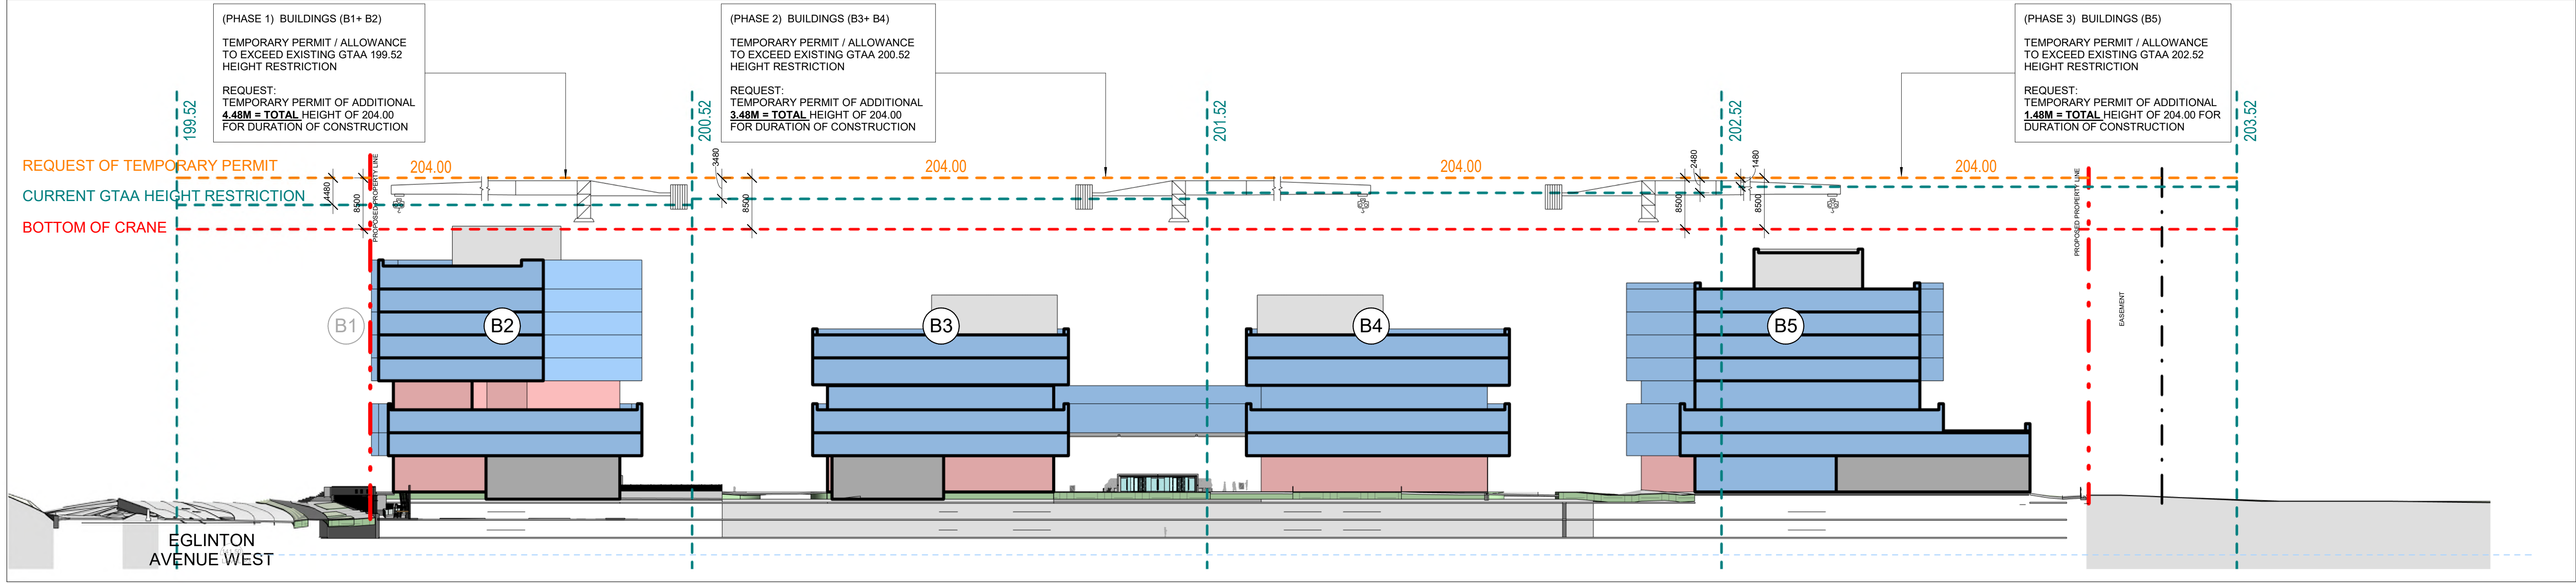 (PHASE 1)  BUILDINGS (B1+ B2)
TEMPORARY PERMIT / ALLOWANCE
TO EXCEED EXISTING GTAA 199.52
HEIGHT RESTRICTION
REQUEST:
TEMPORARY PERMIT OF ADDITIONAL
4.48M = TOTAL HEIGHT OF 204.00
FOR DURATION OF CONSTRUCTION
(PHASE 2)  BUILDINGS (B3+ B4)
TEMPORARY PERMIT / ALLOWANCE
TO EXCEED EXISTING GTAA 200.52
HEIGHT RESTRICTION
REQUEST:
TEMPORARY PERMIT OF ADDITIONAL
3.48M = TOTAL HEIGHT OF 204.00
FOR DURATION OF CONSTRUCTION
(PHASE 3)  BUILDINGS (B5)
TEMPORARY PERMIT / ALLOWANCE
TO EXCEED EXISTING GTAA 202.52
HEIGHT RESTRICTION
REQUEST:
TEMPORARY PERMIT OF ADDITIONAL
1.48M = TOTAL HEIGHT OF 204.00 FOR
DURATION OF CONSTRUCTION
199.52
200.52
201.52
202.52
203.52
REQUEST OF TEMPORARY PERMIT
204.00
204.00
204.00
204.00
CURRENT GTAA HEIGHT RESTRICTION
BOTTOM OF CRANE
4480
8500
PROPOSED PROPERTY LINE
3480
8500
2480
8500
1480
8500
PROPOSED PROPERTY LINE
EASEMENT
B1
B2
B3
B4
B5
EGLINTON
AVENUE WEST